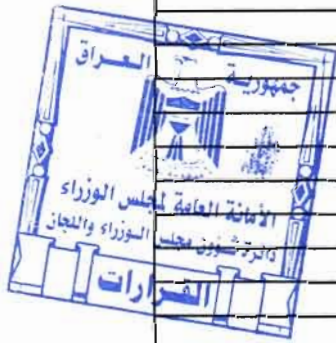 جمهورية العراق
الأمانة العامة لمجلس الوزراء
دائرة شؤون مجلس الوزراء واللجان
القرارات